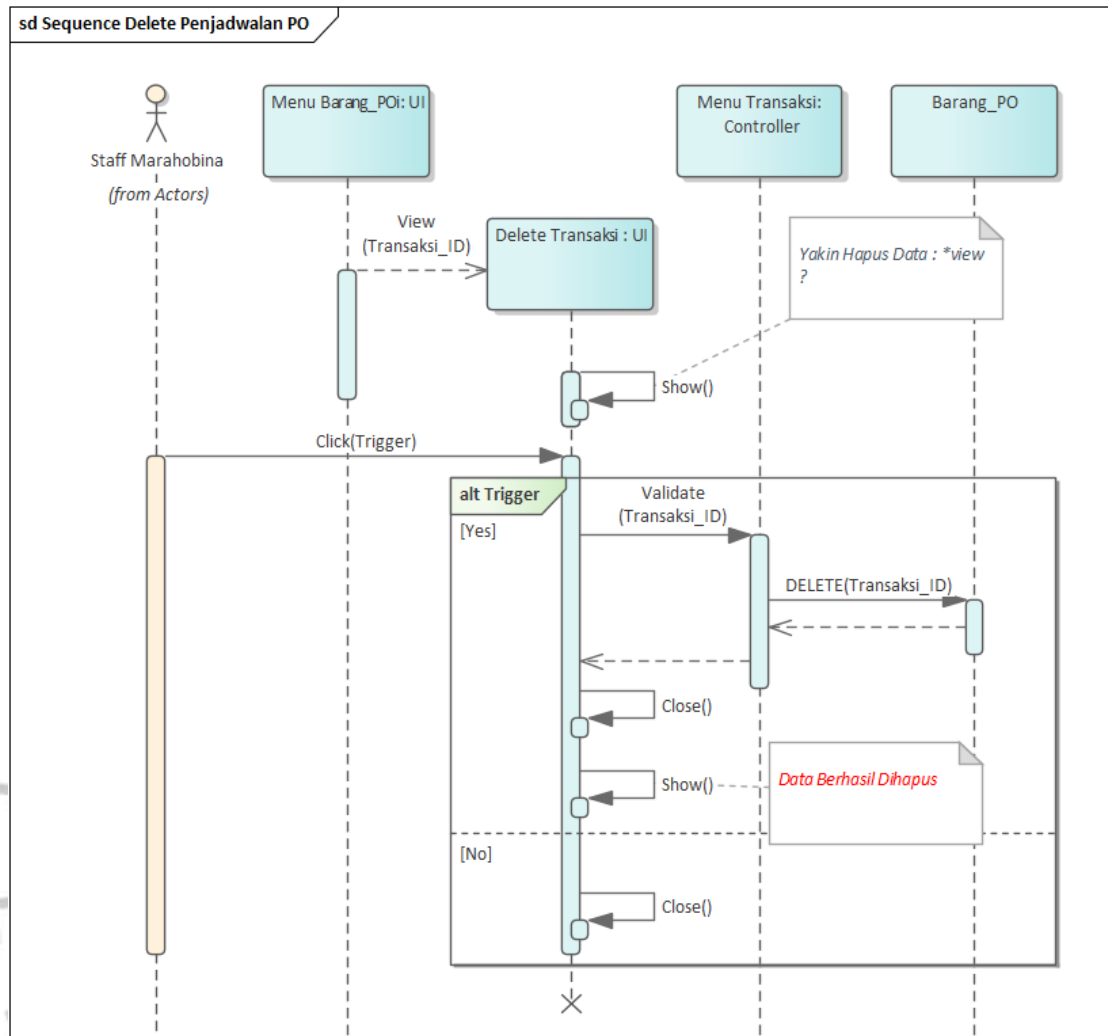 sd Sequence Delete Penjadwalan PO
Staff Marahobina
(from Actors)
Menu Barang_POi: UI
Menu Transaksi:
Controller
Barang_PO
View
(Transaksi_ID)
Delete Transaksi : UI
Yakin Hapus Data : *view
?
Show()
Click(Trigger)
alt Trigger
[Yes]
Validate
(Transaksi_ID)
DELETE(Transaksi_ID)
Close()
Show()
Data Berhasil Dihapus
[No]
Close()